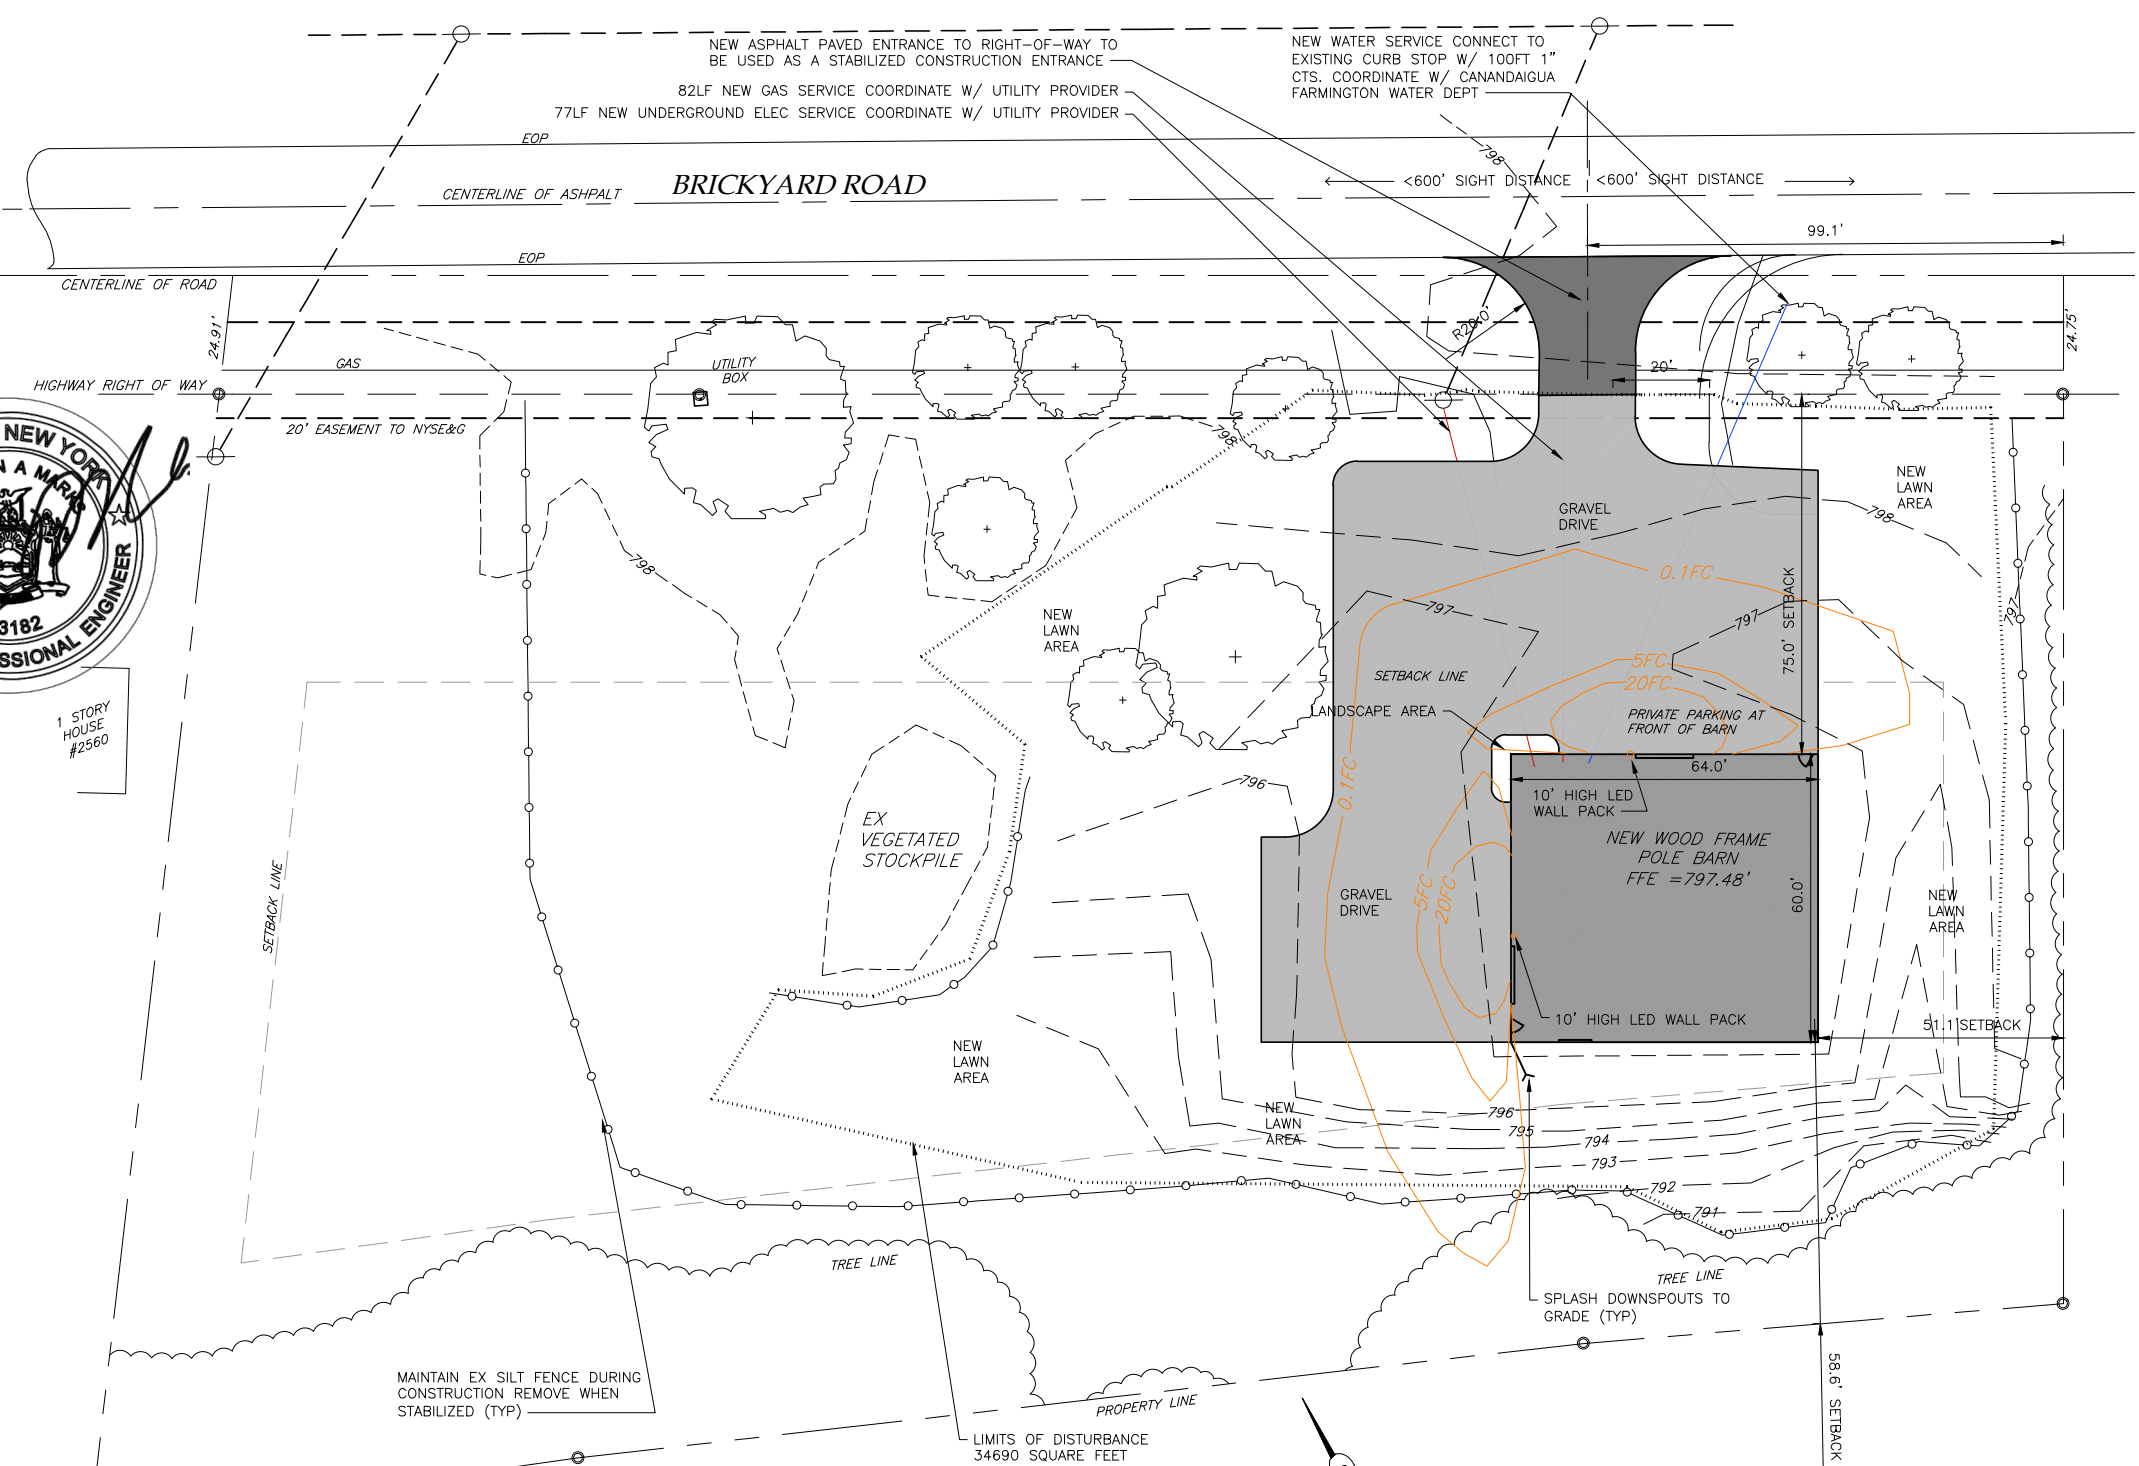 NEW ASPHALT PAVED ENTRANCE TO RIGHT-OF-WAY TO
BE USED AS A STABILIZED CONSTRUCTION ENTRANCE
82LF NEW GAS SERVICE COORDINATE W/ UTILITY PROVIDER
77LF NEW UNDERGROUND ELEC SERVICE COORDINATE W/ UTILITY PROVIDER
NEW WATER SERVICE CONNECT TO
EXISTING CURB STOP W/ 100FT 1"
CTS. COORDINATE W/ CANANDAIGUA
FARMINGTON WATER DEPT
EOP
798
CENTERLINE OF ASHPALT
BRICKYARD ROAD
<600' SIGHT DISTANCE
<600' SIGHT DISTANCE
99.1'
EOP
CENTERLINE OF ROAD
24.91'
R20.0'
24.75'
GAS
UTILITY
BOX
20'
HIGHWAY RIGHT OF WAY
20' EASEMENT TO NYSE&G
798
NEW YORK
N A MARKS
3182
SSIONAL ENGINEER
NEW
LAWN
AREA
GRAVEL
DRIVE
798
798
0.1FC
75.0' SETBACK
797
797
797
NEW
LAWN
AREA
5FC
SETBACK LINE
20FC
LANDSCAPE AREA
PRIVATE PARKING AT
FRONT OF BARN
1 STORY
HOUSE
#2560
64.0'
0.1FC
796
10' HIGH LED
WALL PACK
EX
VEGETATED
STOCKPILE
NEW WOOD FRAME
POLE BARN
FFE =797.48'
60.0'
SETBACK LINE
GRAVEL
DRIVE
5FC
20FC
NEW
LAWN
AREA
10' HIGH LED WALL PACK
51.1'SETBACK
NEW
LAWN
AREA
NEW
LAWN
AREA
796
795
794
793
792
791
TREE LINE
TREE LINE
SPLASH DOWNSPOUTS TO
GRADE (TYP)
MAINTAIN EX SILT FENCE DURING
CONSTRUCTION REMOVE WHEN
STABILIZED (TYP)
PROPERTY LINE
58.6' SETBACK
LIMITS OF DISTURBANCE
34690 SQUARE FEET